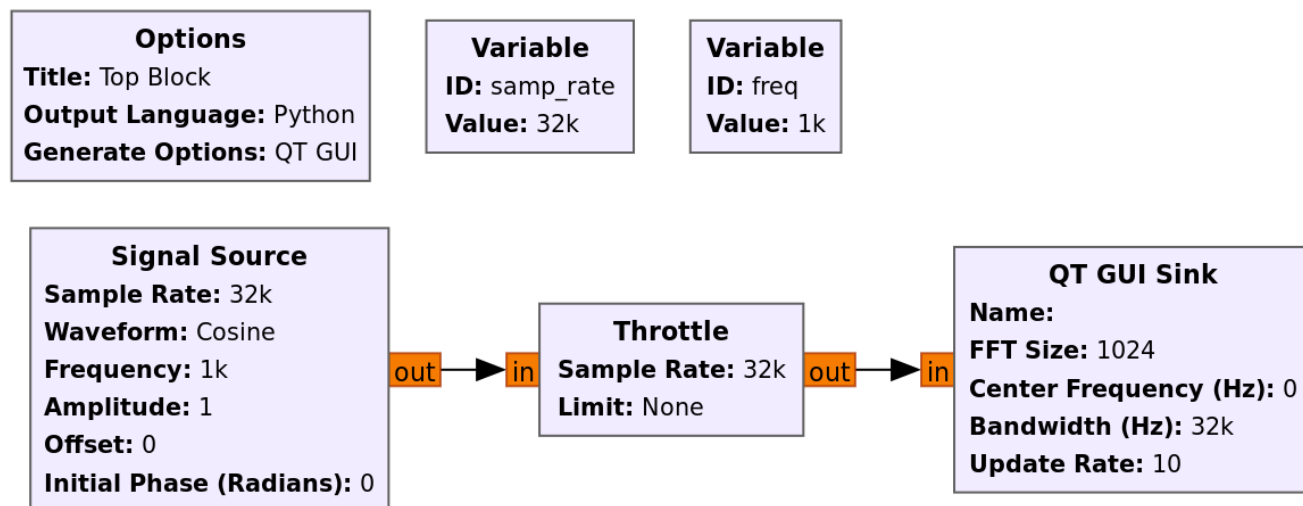 Options
Title: Top Block
Output Language: Python
Generate Options: QT GUI
Variable
ID: samp_rate
Value: 32k
Variable
ID: freq
Value: 1k
Signal Source
Sample Rate: 32k
Waveform: Cosine
Frequency: 1k
Amplitude: 1
Offset: 0
Initial Phase (Radians): 0
out
in
Throttle
Sample Rate: 32k
Limit: None
out
in
QT GUI Sink
Name:
FFT Size: 1024
Center Frequency (Hz): 0
Bandwidth (Hz): 32k
Update Rate: 10